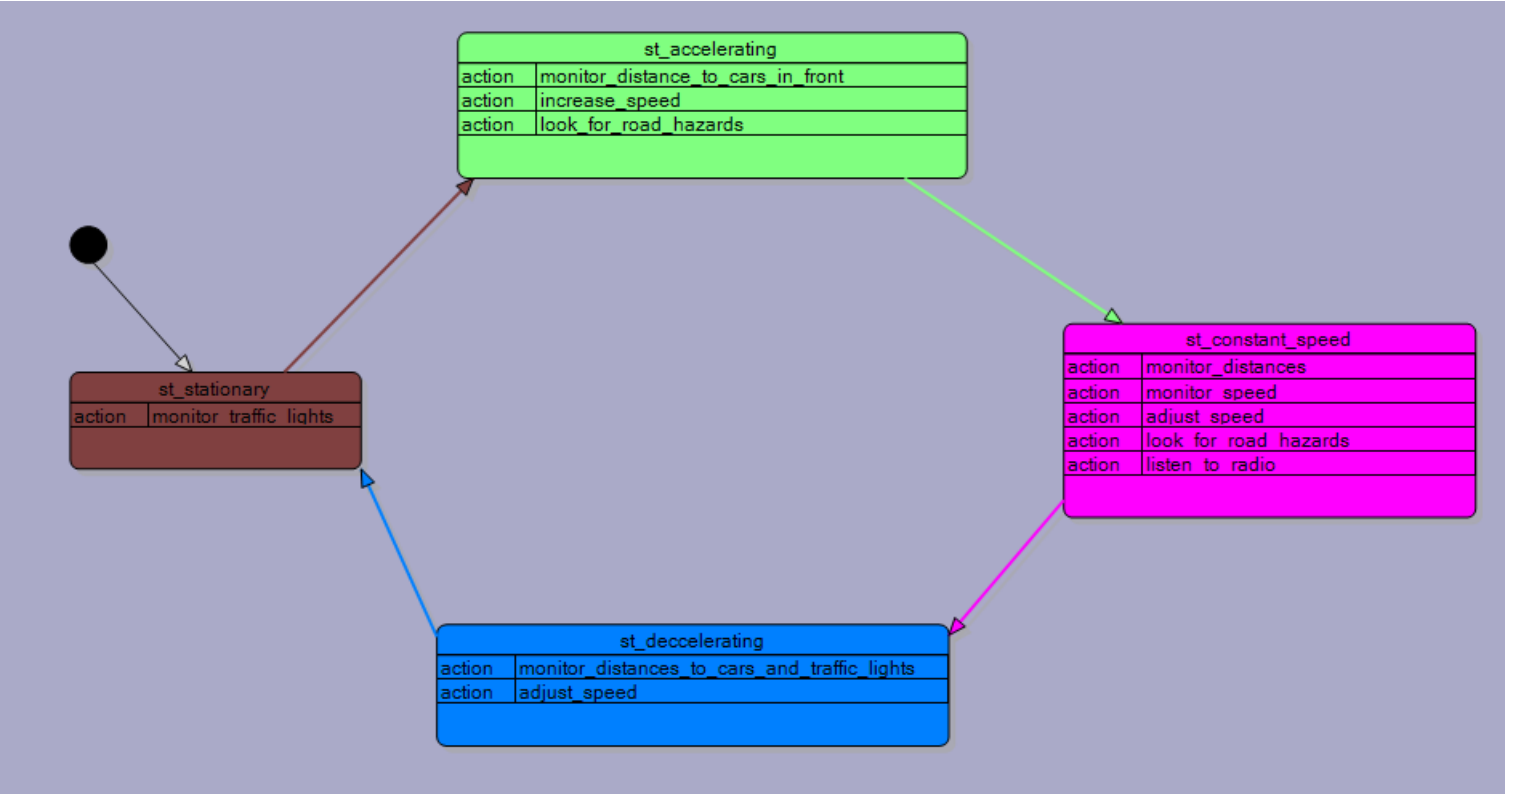 st_accelerating
action monitor_distance_to_cars_in_front
action increase_speed
action look_for_road_hazards
st_stationary
action monitor_traffic_lights
st_constant_speed
action monitor_distances
action monitor_speed
action adjust_speed
action look_for_road_hazards
action listen_to_radio
st_deccelerating
action monitor_distances_to_cars_and_traffic_lights
action adjust_speed